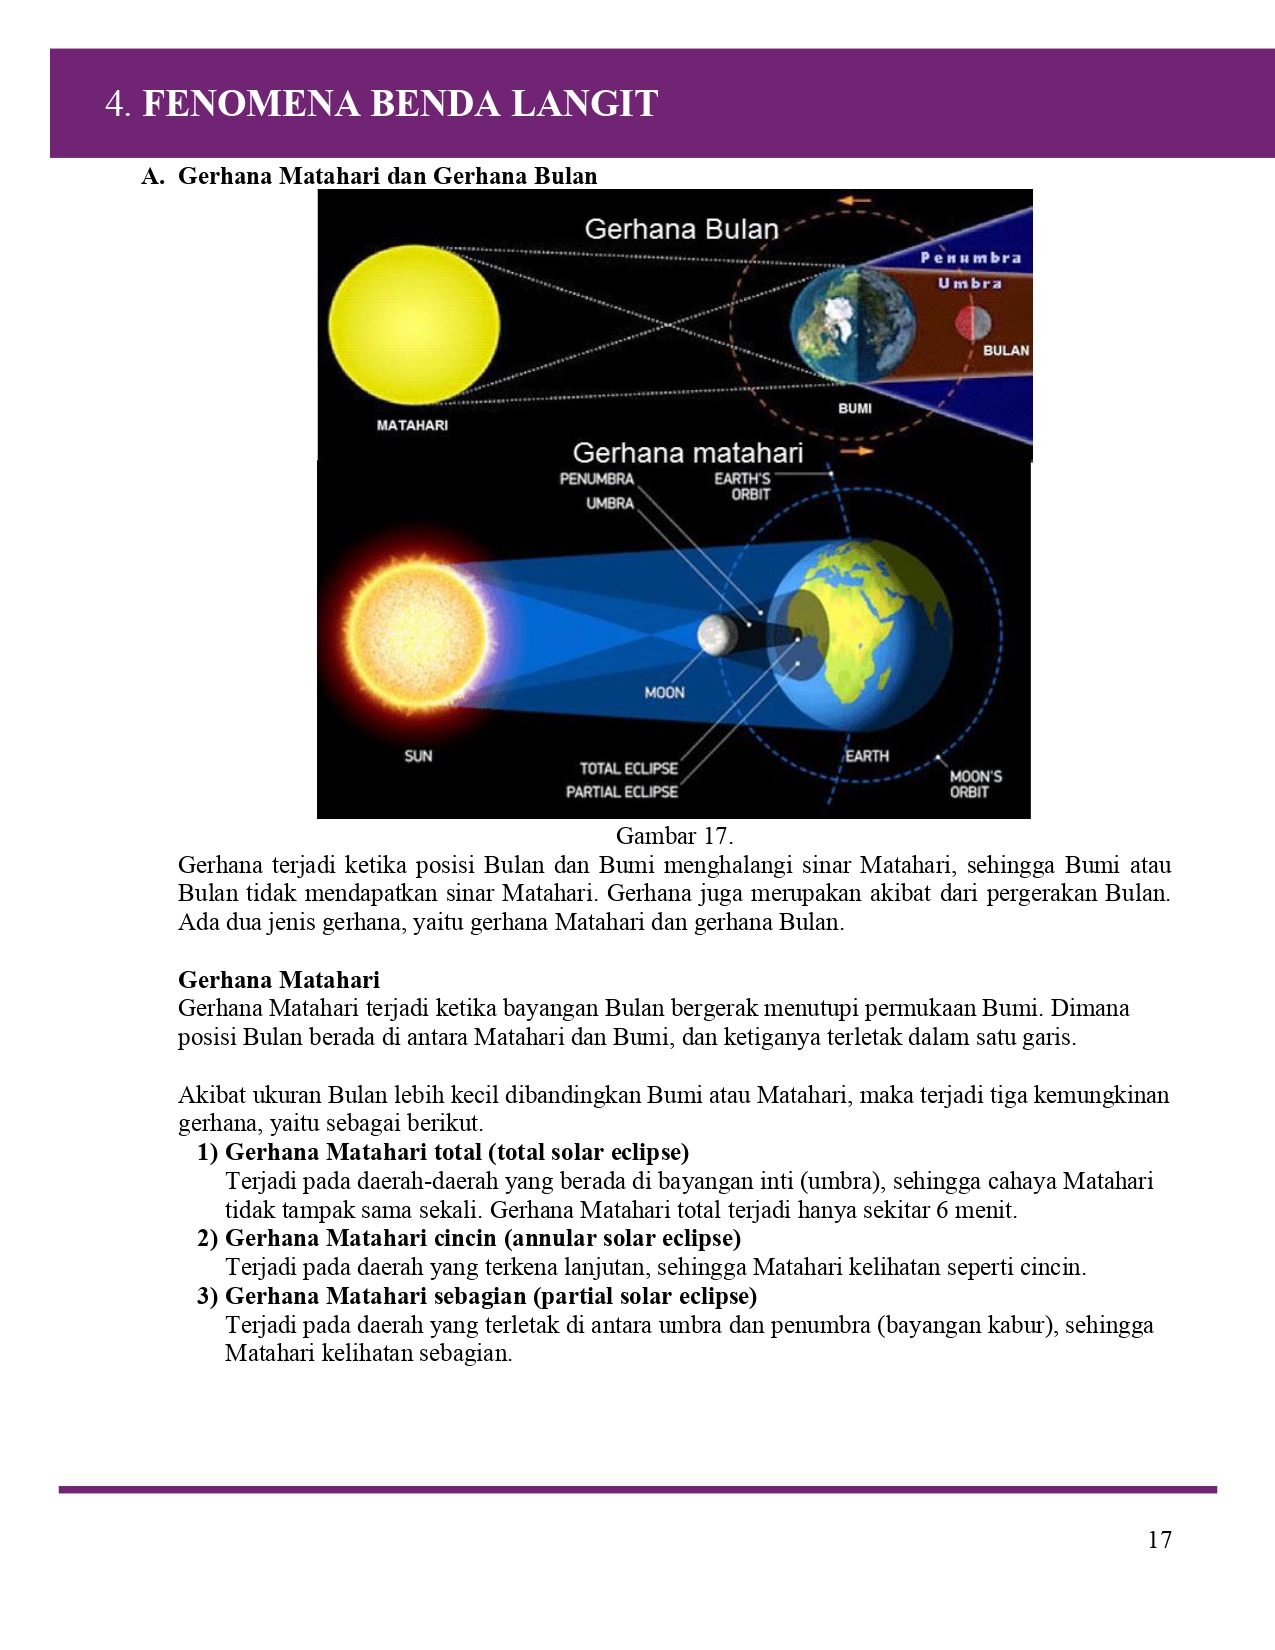 4. FENOMENA BENDA LANGIT
A. Gerhana Matahari dan Gerhana Bulan
Gerhana Bulan
Penumbra
Umbra
BULAN
BUMI
MATAHARI
Gerhana matahari
PENUMBRA
UMBRA
EARTH'S
ORBIT
MOON
SUN
EARTH
TOTAL ECLIPSE
PARTIAL ECLIPSE
MOON'S
ORBIT
Gambar 17.
Gerhana terjadi ketika posisi Bulan dan Bumi menghalangi sinar Matahari, sehingga Bumi atau
Bulan tidak mendapatkan sinar Matahari. Gerhana juga merupakan akibat dari pergerakan Bulan.
Ada dua jenis gerhana, yaitu gerhana Matahari dan gerhana Bulan.
Gerhana Matahari
Gerhana Matahari terjadi ketika bayangan Bulan bergerak menutupi permukaan Bumi. Dimana
posisi Bulan berada di antara Matahari dan Bumi, dan ketiganya terletak dalam satu garis.
Akibat ukuran Bulan lebih kecil dibandingkan Bumi atau Matahari, maka terjadi tiga kemungkinan
gerhana, yaitu sebagai berikut.
1) Gerhana Matahari total (total solar eclipse)
Terjadi pada daerah-daerah yang berada di bayangan inti (umbra), sehingga cahaya Matahari
tidak tampak sama sekali. Gerhana Matahari total terjadi hanya sekitar 6 menit.
2) Gerhana Matahari cincin (annular solar eclipse)
Terjadi pada daerah yang terkena lanjutan, sehingga Matahari kelihatan seperti cincin.
3) Gerhana Matahari sebagian (partial solar eclipse)
Terjadi pada daerah yang terletak di antara umbra dan penumbra (bayangan kabur), sehingga
Matahari kelihatan sebagian.
17